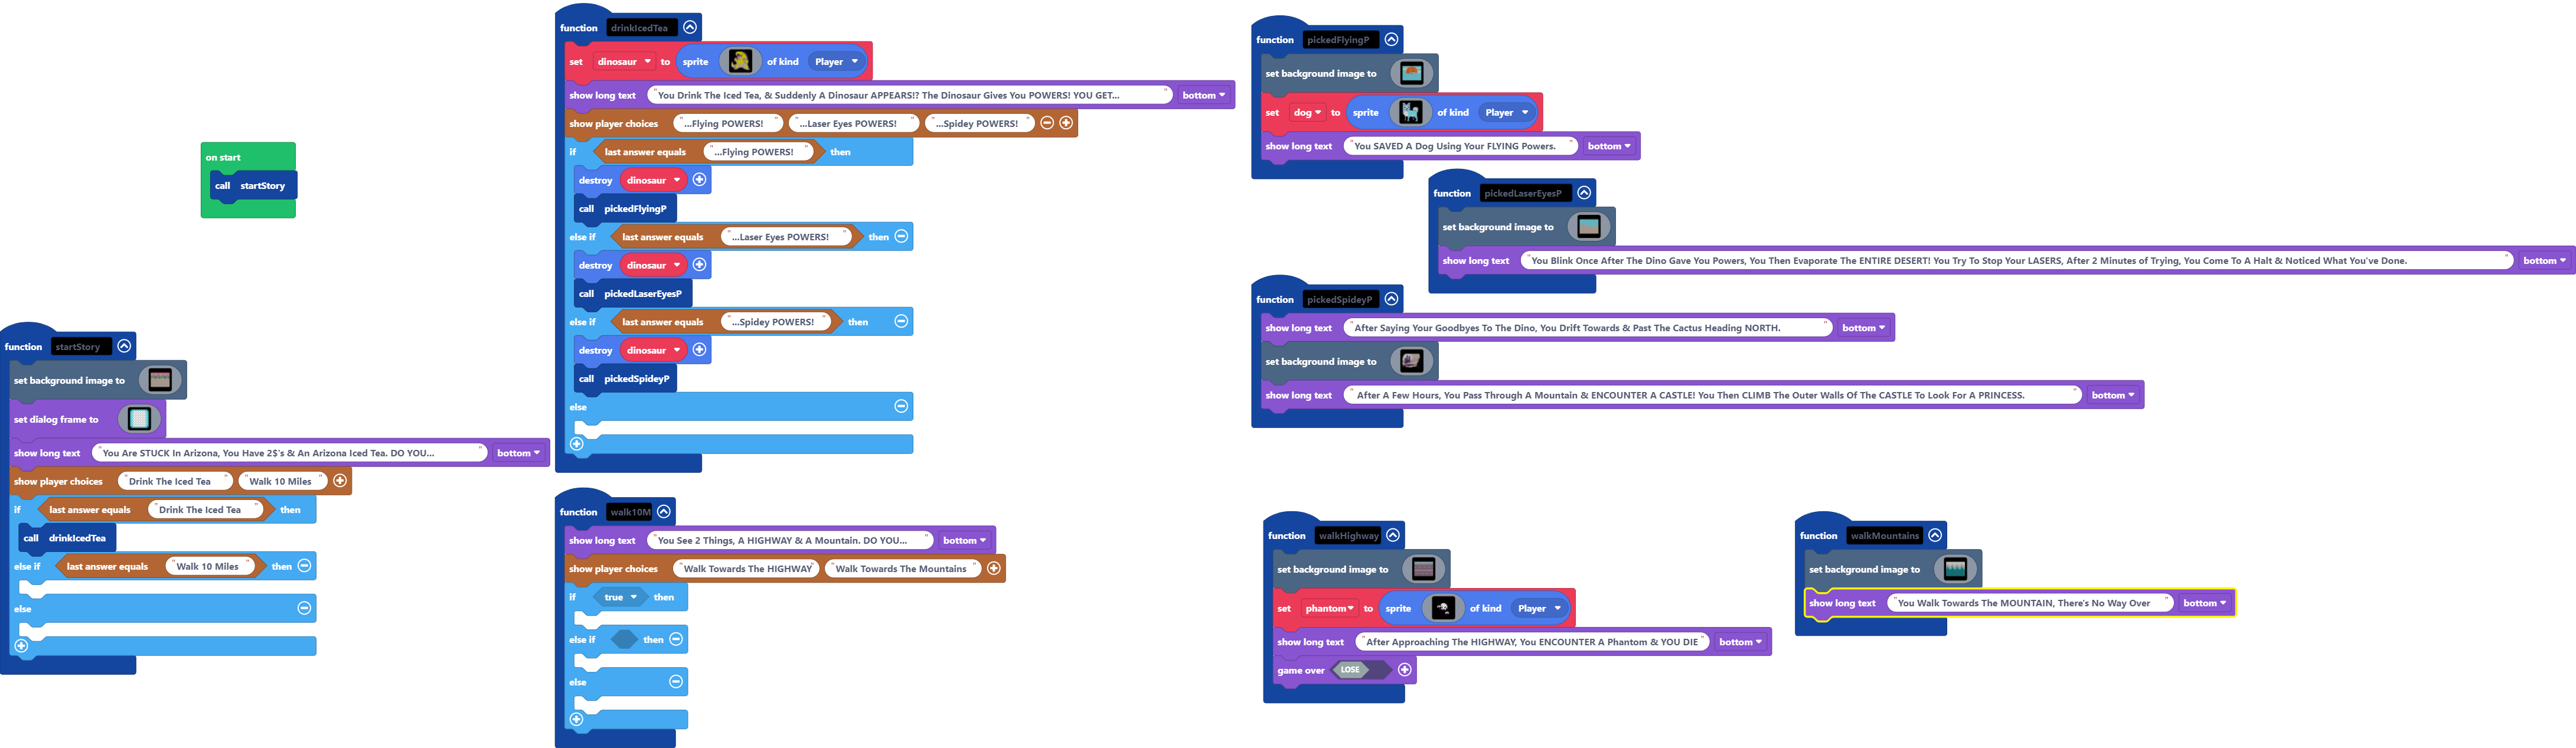 on start
call startStory
function startStory
set background image to
set dialog frame to
show long text "You Are STUCK In Arizona, You Have 2$'s & An Arizona Iced Tea. DO YOU... " bottom
show player choices "Drink The Iced Tea " "Walk 10 Miles "
if last answer equals "Drink The Iced Tea " then
call drinkIcedTea
else if last answer equals "Walk 10 Miles " then
else
function drinkIcedTea
set dinosaur to sprite of kind Player
show long text "You Drink The Iced Tea, & Suddenly A Dinosaur APPEARS!? The Dinosaur Gives You POWERS! YOU GET... " bottom
show player choices "...Flying POWERS! " "...Laser Eyes POWERS! " "...Spidey POWERS! "
if last answer equals "...Flying POWERS! " then
destroy dinosaur
call pickedFlyingP
else if last answer equals "...Laser Eyes POWERS! " then
destroy dinosaur
call pickedLaserEyesP
else if last answer equals "...Spidey POWERS! " then
destroy dinosaur
call pickedSpideyP
else
function walk10M
show long text "You See 2 Things, A HIGHWAY & A Mountain. DO YOU... " bottom
show player choices "Walk Towards The HIGHWAY" "Walk Towards The Mountains "
if true then
else if then
else
function pickedFlyingP
set background image to
set dog to sprite of kind Player
show long text "You SAVED A Dog Using Your FLYING Powers. " bottom
function pickedLaserEyesP
set background image to
show long text "You Blink Once After The Dino Gave You Powers, You Then Evaporate The ENTIRE DESERT! You Try To Stop Your LASERS, After 2 Minutes of Trying, You Come To A Halt & Noticed What You've Done. " bottom
function pickedSpideyP
show long text "After Saying Your Goodbyes To The Dino, You Drift Towards & Past The Cactus Heading NORTH. " bottom
set background image to
show long text " After A Few Hours, You Pass Through A Mountain & ENCOUNTER A CASTLE! You Then CLIMB The Outer Walls Of The CASTLE To Look For A PRINCESS. " bottom
function walkHighway
set background image to
set phantom to sprite of kind Player
show long text "After Approaching The HIGHWAY, You ENCOUNTER A Phantom & YOU DIE " bottom
game over LOSE
function walkMountains
set background image to
show long text "You Walk Towards The MOUNTAIN, There's No Way Over " bottom